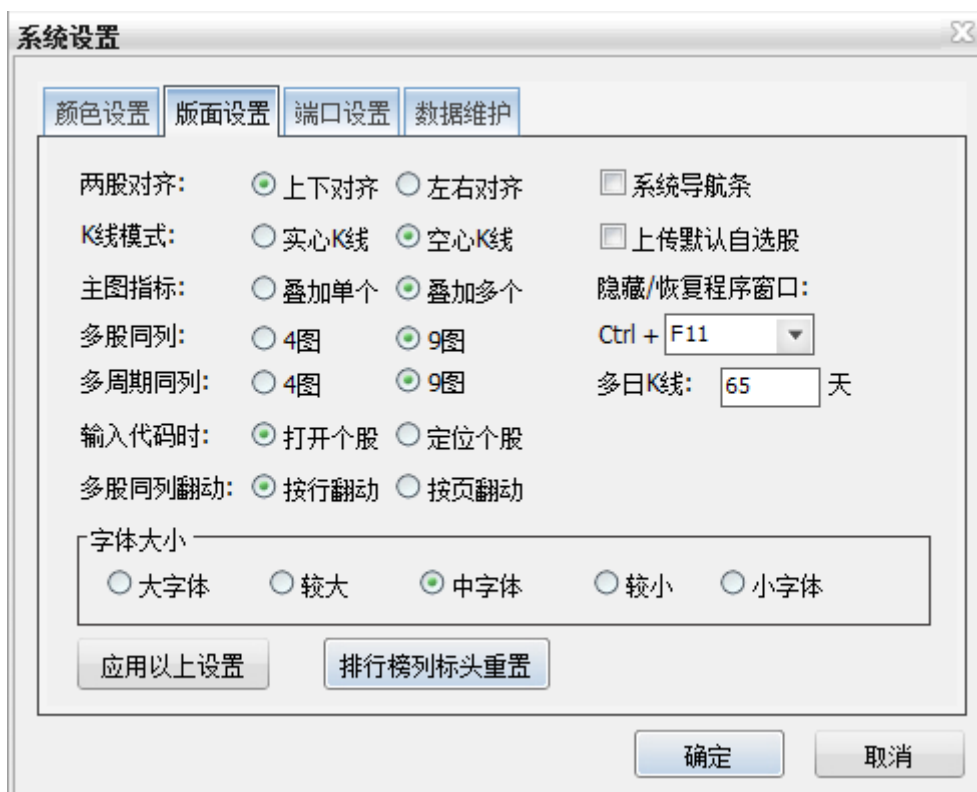 系统设置
颜色设置 版面设置 端口设置 数据维护
两股对齐: 上下对齐 左右对齐 系统导航条
K线模式: 实心K线 空心K线 上传默认自选股
主图指标: 叠加单个 叠加多个 隐藏/恢复程序窗口:
多股同列: 4图 9图 Ctrl + F11
多周期同列: 4图 9图 多日K线: 65 天
输入代码时: 打开个股 定位个股
多股同列翻动: 按行翻动 按页翻动
字体大小
大字体 较大 中字体 较小 小字体
应用以上设置 排行榜列标头重置
确定 取消